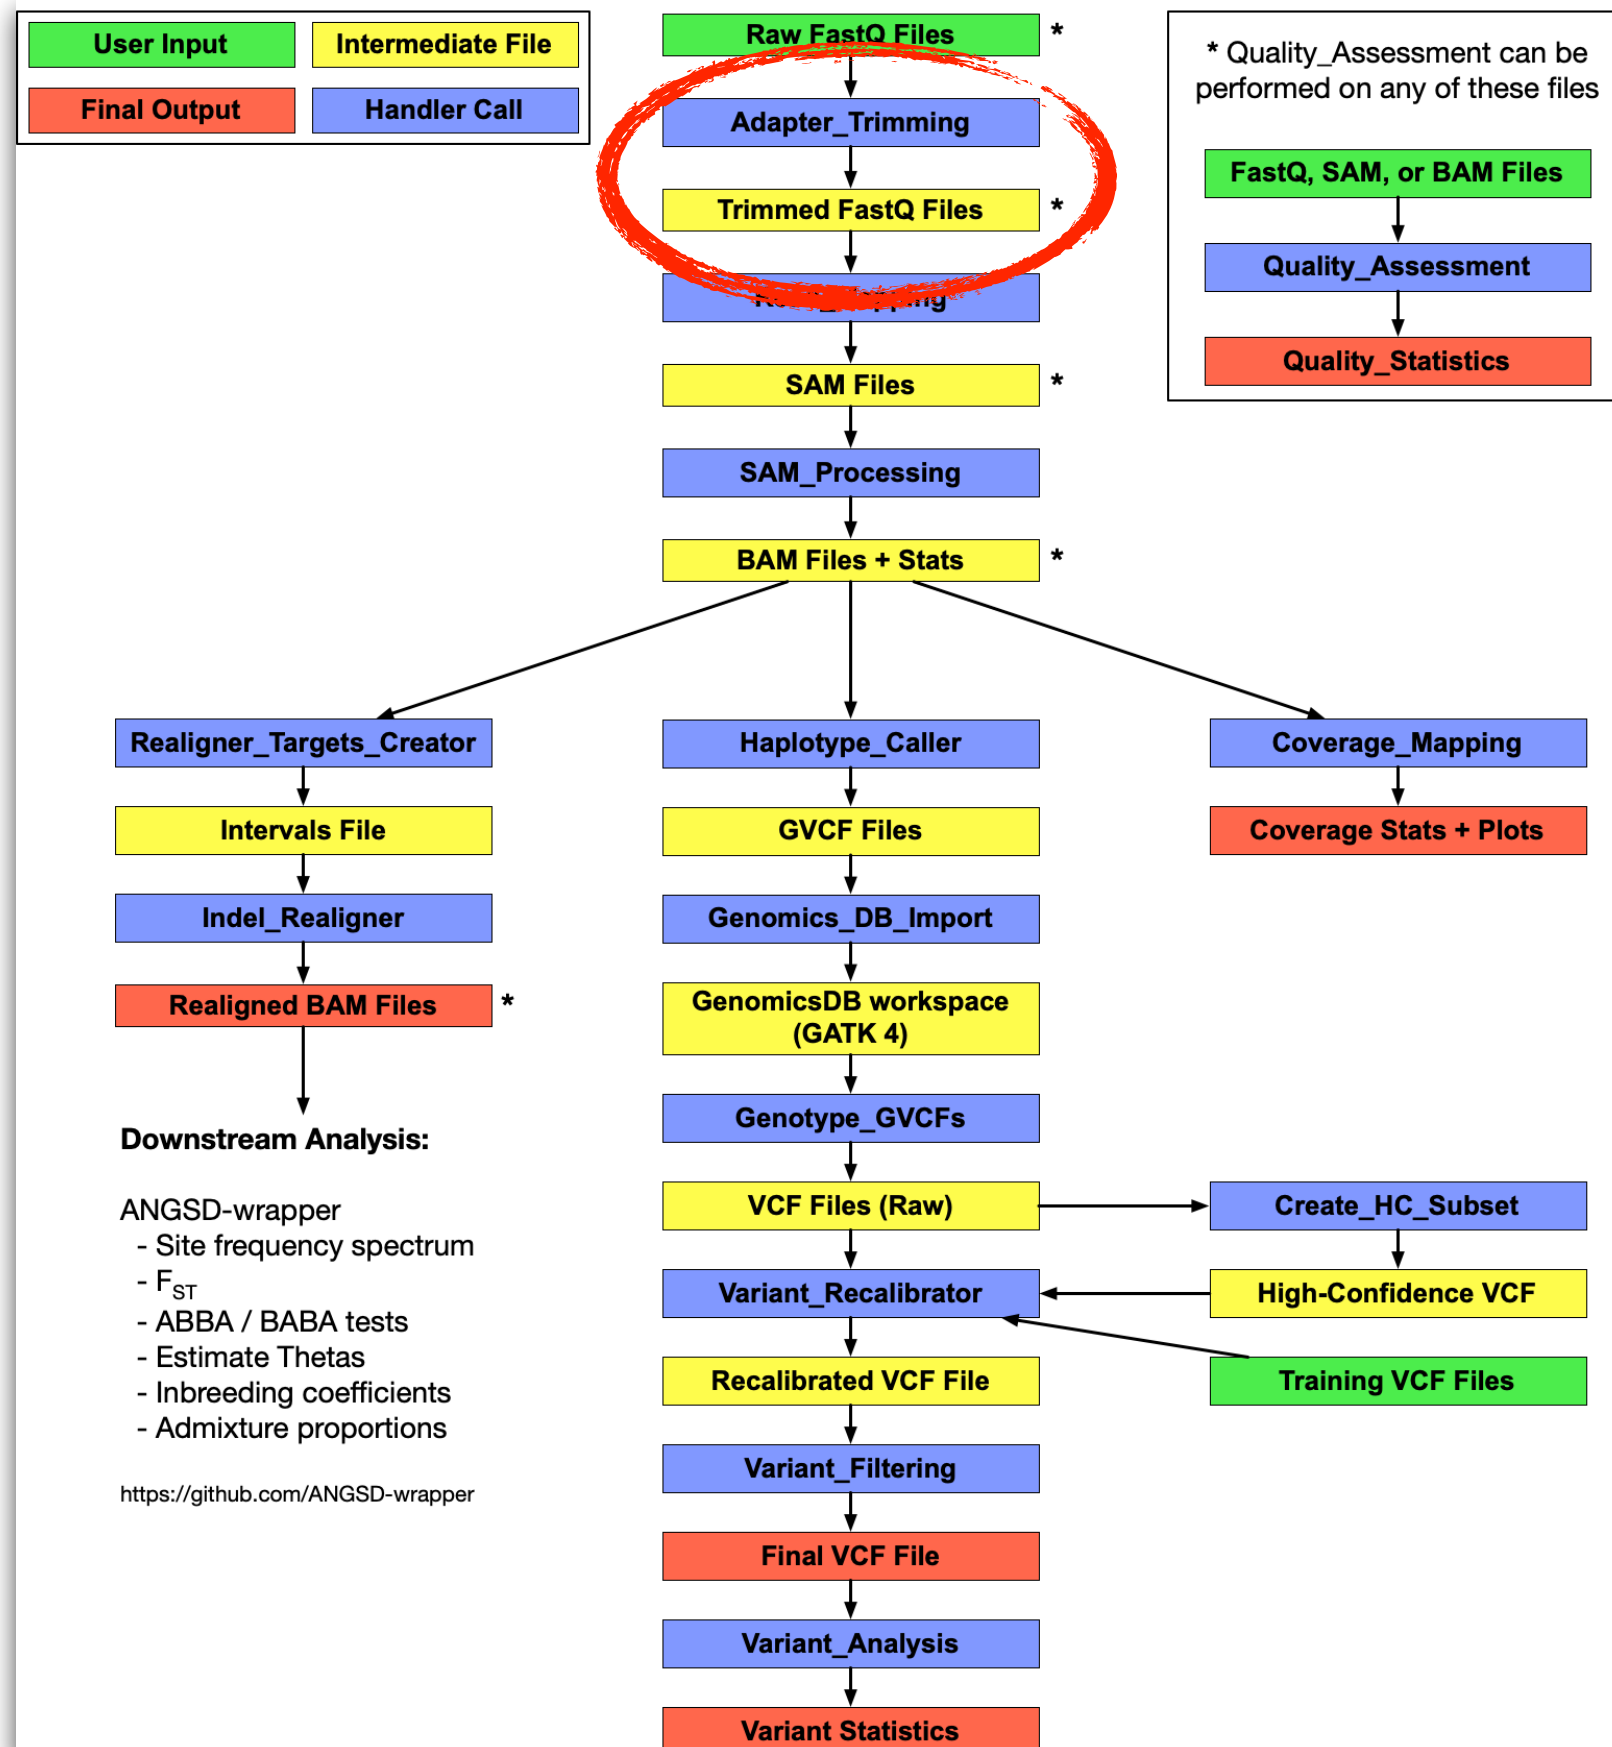 User Input
Intermediate File
Final Output
Handler Call
Raw FastQ Files *
Adapter_Trimming
Trimmed FastQ Files *
SAM Files *
SAM_Processing
BAM Files + Stats *
* Quality_Assessment can be
performed on any of these files
FastQ, SAM, or BAM Files
Quality_Assessment
Quality_Statistics
Realigner_Targets_Creator
Intervals File
Indel_Realigner
Realigned BAM Files *
Downstream Analysis:
ANGSD-wrapper
- Site frequency spectrum
- FST
- ABBA / BABA tests
- Estimate Thetas
- Inbreeding coefficients
- Admixture proportions
https://github.com/ANGSD-wrapper
Haplotype_Caller
GVCF Files
Genomics_DB_Import
GenomicsDB workspace
(GATK 4)
Genotype_GVCFs
VCF Files (Raw)
Variant_Recalibrator
Recalibrated VCF File
Variant_Filtering
Final VCF File
Variant_Analysis
Variant Statistics
Coverage_Mapping
Coverage Stats + Plots
Create_HC_Subset
High-Confidence VCF
Training VCF Files